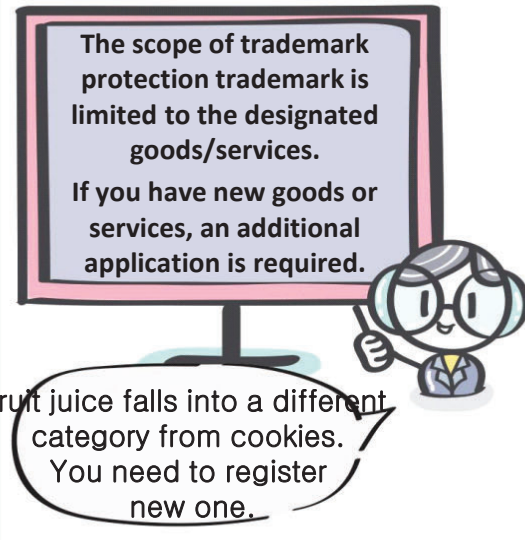 The scope of trademark
protection trademark is
limited to the designated
goods/services.
If you have new goods or
services, an additional
application is required.
ruit juice falls into a different
category from cookies.
You need to register
new one.